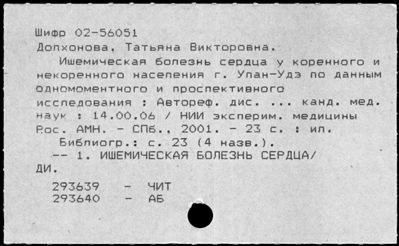 Шифр 02-56051
Долхонова, Татьяна Викторовна.
Ишемическая болезнь сердца у коренного и
некоренного населения г. Улан-Удэ по данным
одномоментного и проспективного
исследования : Автореф. дис. ... канд. мед.
наук : 14.00.06 / НИИ эксперим. медицины
Рос. АМН. - СПб., 2001. - 23 с. : ил.
Библиогр.: с. 23 (4 назв.).
-- 1. ИШЕМИЧЕСКАЯ БОЛЕЗНЬ СЕРДЦА/
ДИ.
293639 - ЧИТ
293640 - АБ